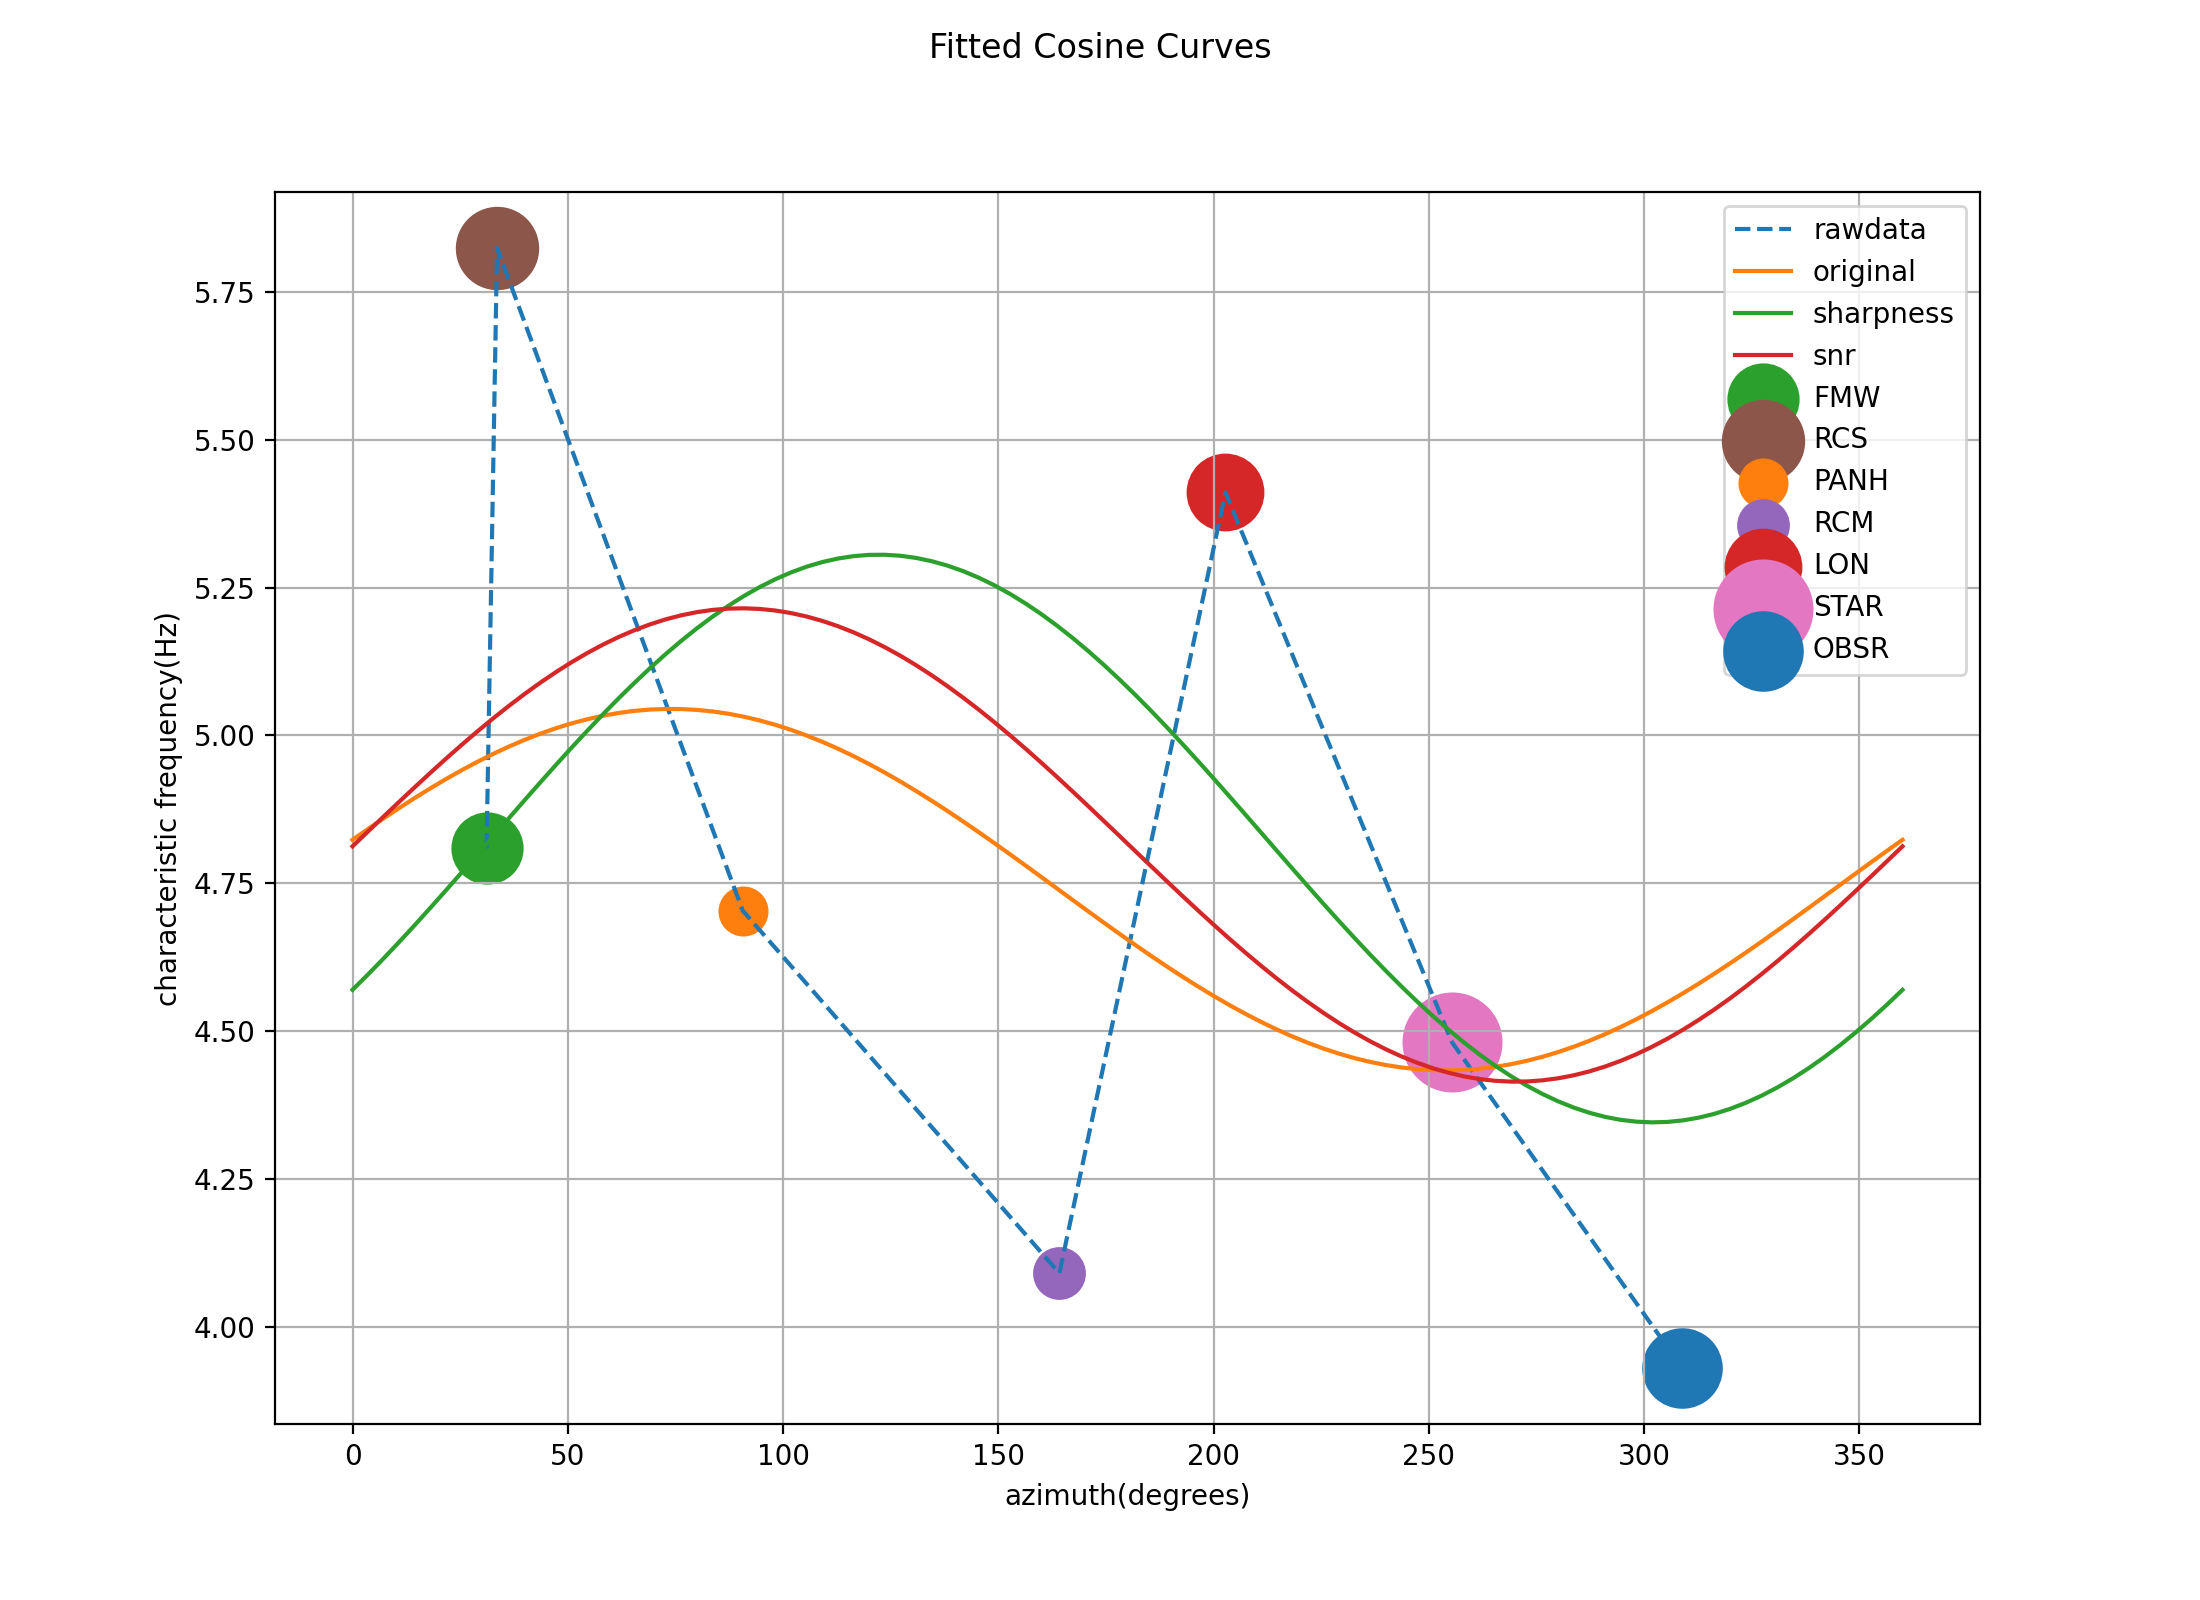 Fitted Cosine Curves
rawdata
original
sharpness
snr
FMW
RCS
PANH
RCM
LON
STAR
OBSR
characteristic frequency(Hz)
5.75
5.50
5.25
5.00
4.75
4.50
4.25
4.00
0 50 100 150 200 250 300 350
azimuth(degrees)